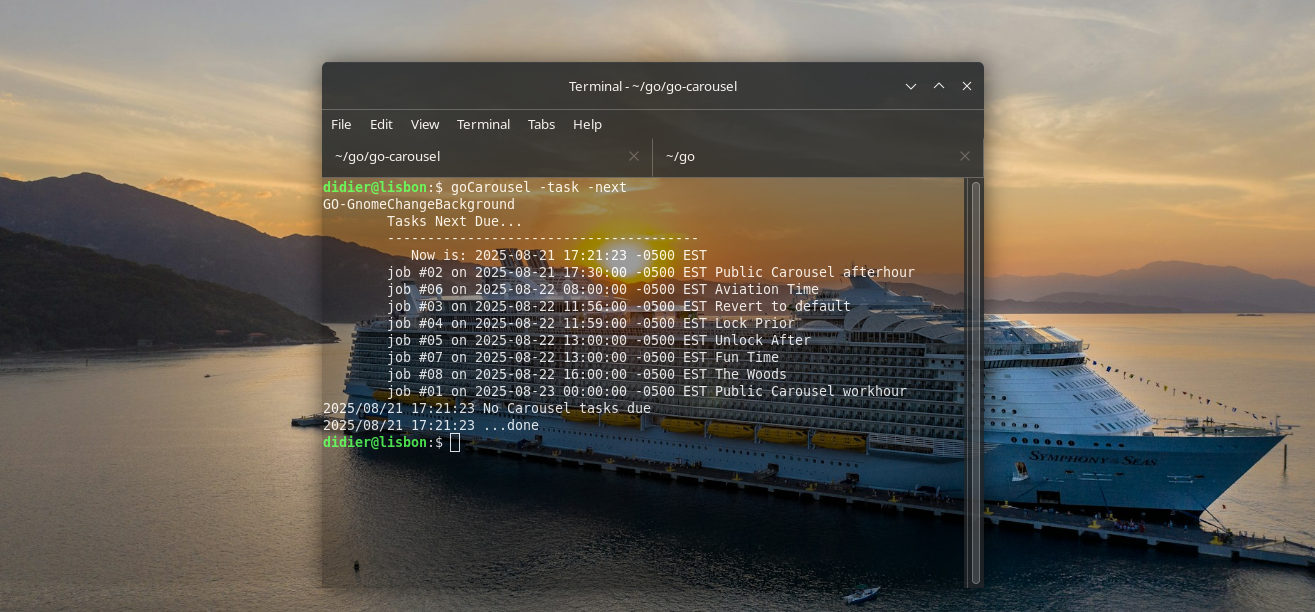 Terminal - ~/go/go-carousel
File Edit View Terminal Tabs Help
~/go/go-carousel ~/go
didier@lisbon:$ goCarousel -task -next
GO-GnomeChangeBackground
Tasks Next Due...
---------------------------------------
Now is: 2025-08-21 17:21:23 -0500 EST
job #02 on 2025-08-21 17:30:00 -0500 EST Public Carousel afterhour
job #06 on 2025-08-22 08:00:00 -0500 EST Aviation Time
job #03 on 2025-08-22 11:56:00 -0500 EST Revert to default
job #04 on 2025-08-22 11:59:00 -0500 EST Lock Prior
job #05 on 2025-08-22 13:00:00 -0500 EST Unlock After
job #07 on 2025-08-22 13:00:00 -0500 EST Fun Time
job #08 on 2025-08-22 16:00:00 -0500 EST The Woods
job #01 on 2025-08-23 00:00:00 -0500 EST Public Carousel workhour
2025/08/21 17:21:23 No Carousel tasks due
2025/08/21 17:21:23 ...done
didier@lisbon:$
Symphony of the Seas